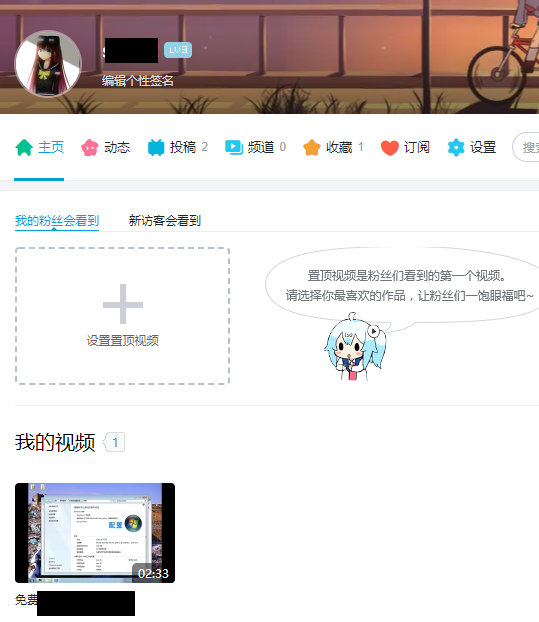 LV3
编辑个性签名
主页 动态 投稿 2 频道 0 收藏 1 订阅 设置 搜
我的粉丝会看到 新访客会看到
置顶视频是粉丝们看到的第一个视频。
请选择你最喜欢的作品，让粉丝们一饱眼福吧~
设置置顶视频
我的视频 1
配置
02:33
免费